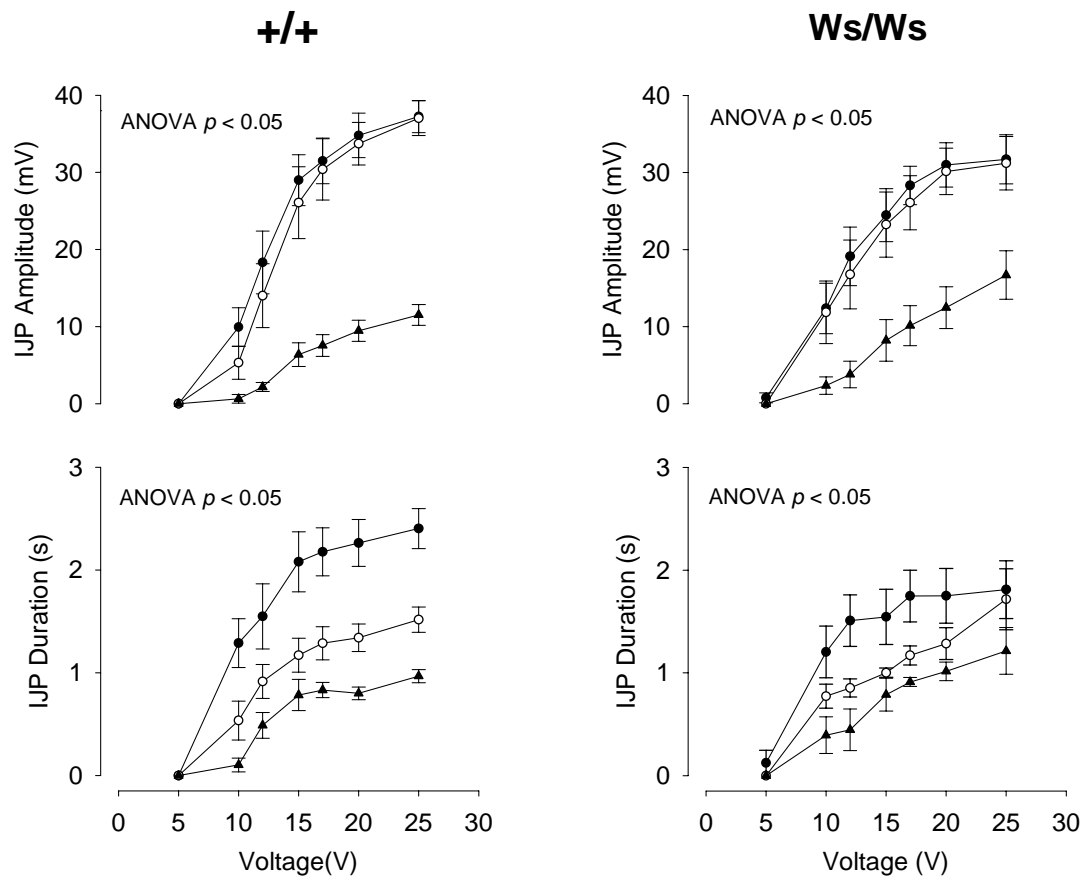 +/+
Ws/Ws
IJP Amplitude (mV)
40
30
20
10
0
ANOVA p < 0.05
IJP Amplitude (mV)
40
30
20
10
0
ANOVA p < 0.05
IJP Duration (s)
3
2
1
0
ANOVA p < 0.05
0 5 10 15 20 25 30
Voltage(V)
IJP Duration (s)
3
2
1
0
ANOVA p < 0.05
0 5 10 15 20 25 30
Voltage (V)